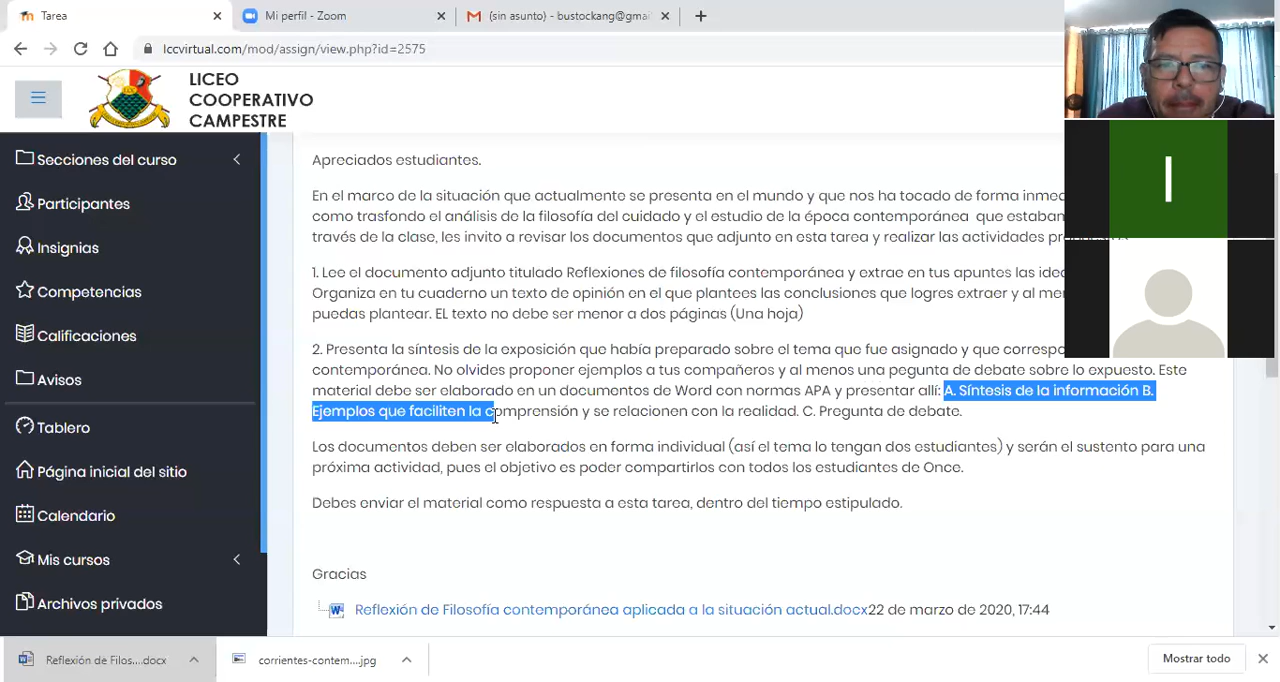 Tarea
Mi perfil - Zoom
(sin asunto) - bustockang@gmai
lccvirtual.com/mod/assign/view.php?id=2575
LICEO
COOPERATIVO
CAMPESTRE
Secciones del curso
Participantes
Insignias
Competencias
Calificaciones
Avisos
Tablero
Página inicial del sitio
Calendario
Mis cursos
Archivos privados
Apreciados estudiantes.
En el marco de la situación que actualmente se presenta en el mundo y que nos ha tocado de forma
como trasfondo el análisis de la filosofía del cuidado y el estudio de la época contemporánea que
través de la clase, les invito a revisar los documentos que adjunto en esta tarea y realizar las actividades
1. Lee el documento adjunto titulado Reflexiones de filosofía contemporánea y extrae en tus apuntes las
Organiza en tu cuaderno un texto de opinión en el que plantees las conclusiones que logres extraer y al
puedas plantear. EL texto no debe ser menor a dos páginas (Una hoja)
2. Presenta la síntesis de la exposición que había preparado sobre el tema que fue asignado y que
contemporánea. No olvides proponer ejemplos a tus compañeros y al menos una pegunta de debate sobre lo expuesto. Este
material debe ser elaborado en un documentos de Word con normas APA y presentar allí: A. Síntesis de la información B.
Ejemplos que faciliten la comprensión y se relacionen con la realidad. C. Pregunta de debate.
Los documentos deben ser elaborados en forma individual (así el tema lo tengan dos estudiantes) y serán el sustento para una
próxima actividad, pues el objetivo es poder compartirlos con todos los estudiantes de Once.
Debes enviar el material como respuesta a esta tarea, dentro del tiempo estipulado.
Gracias
Reflexión de Filosofía contemporánea aplicada a la situación actual.docx22 de marzo de 2020, 17:44
I
Reflexión de Filos....docx
corrientes-contem....jpg
Mostrar todo